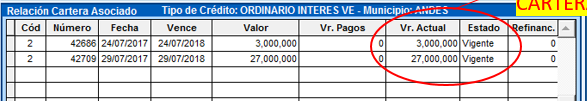 CARTER
Relación Cartera Asociado Tipo de Crédito: ORDINARIO INTERES VE - Municipio: ANDES
Cód Número Fecha Vence Valor Vr. Pagos Vr. Actual Estado Refinanc.
2 42686 24/07/2017 24/07/2018 3,000,000 0 3,000,000 Vigente 0
2 42709 29/07/2017 29/07/2018 27,000,000 0 27,000,000 Vigente 0